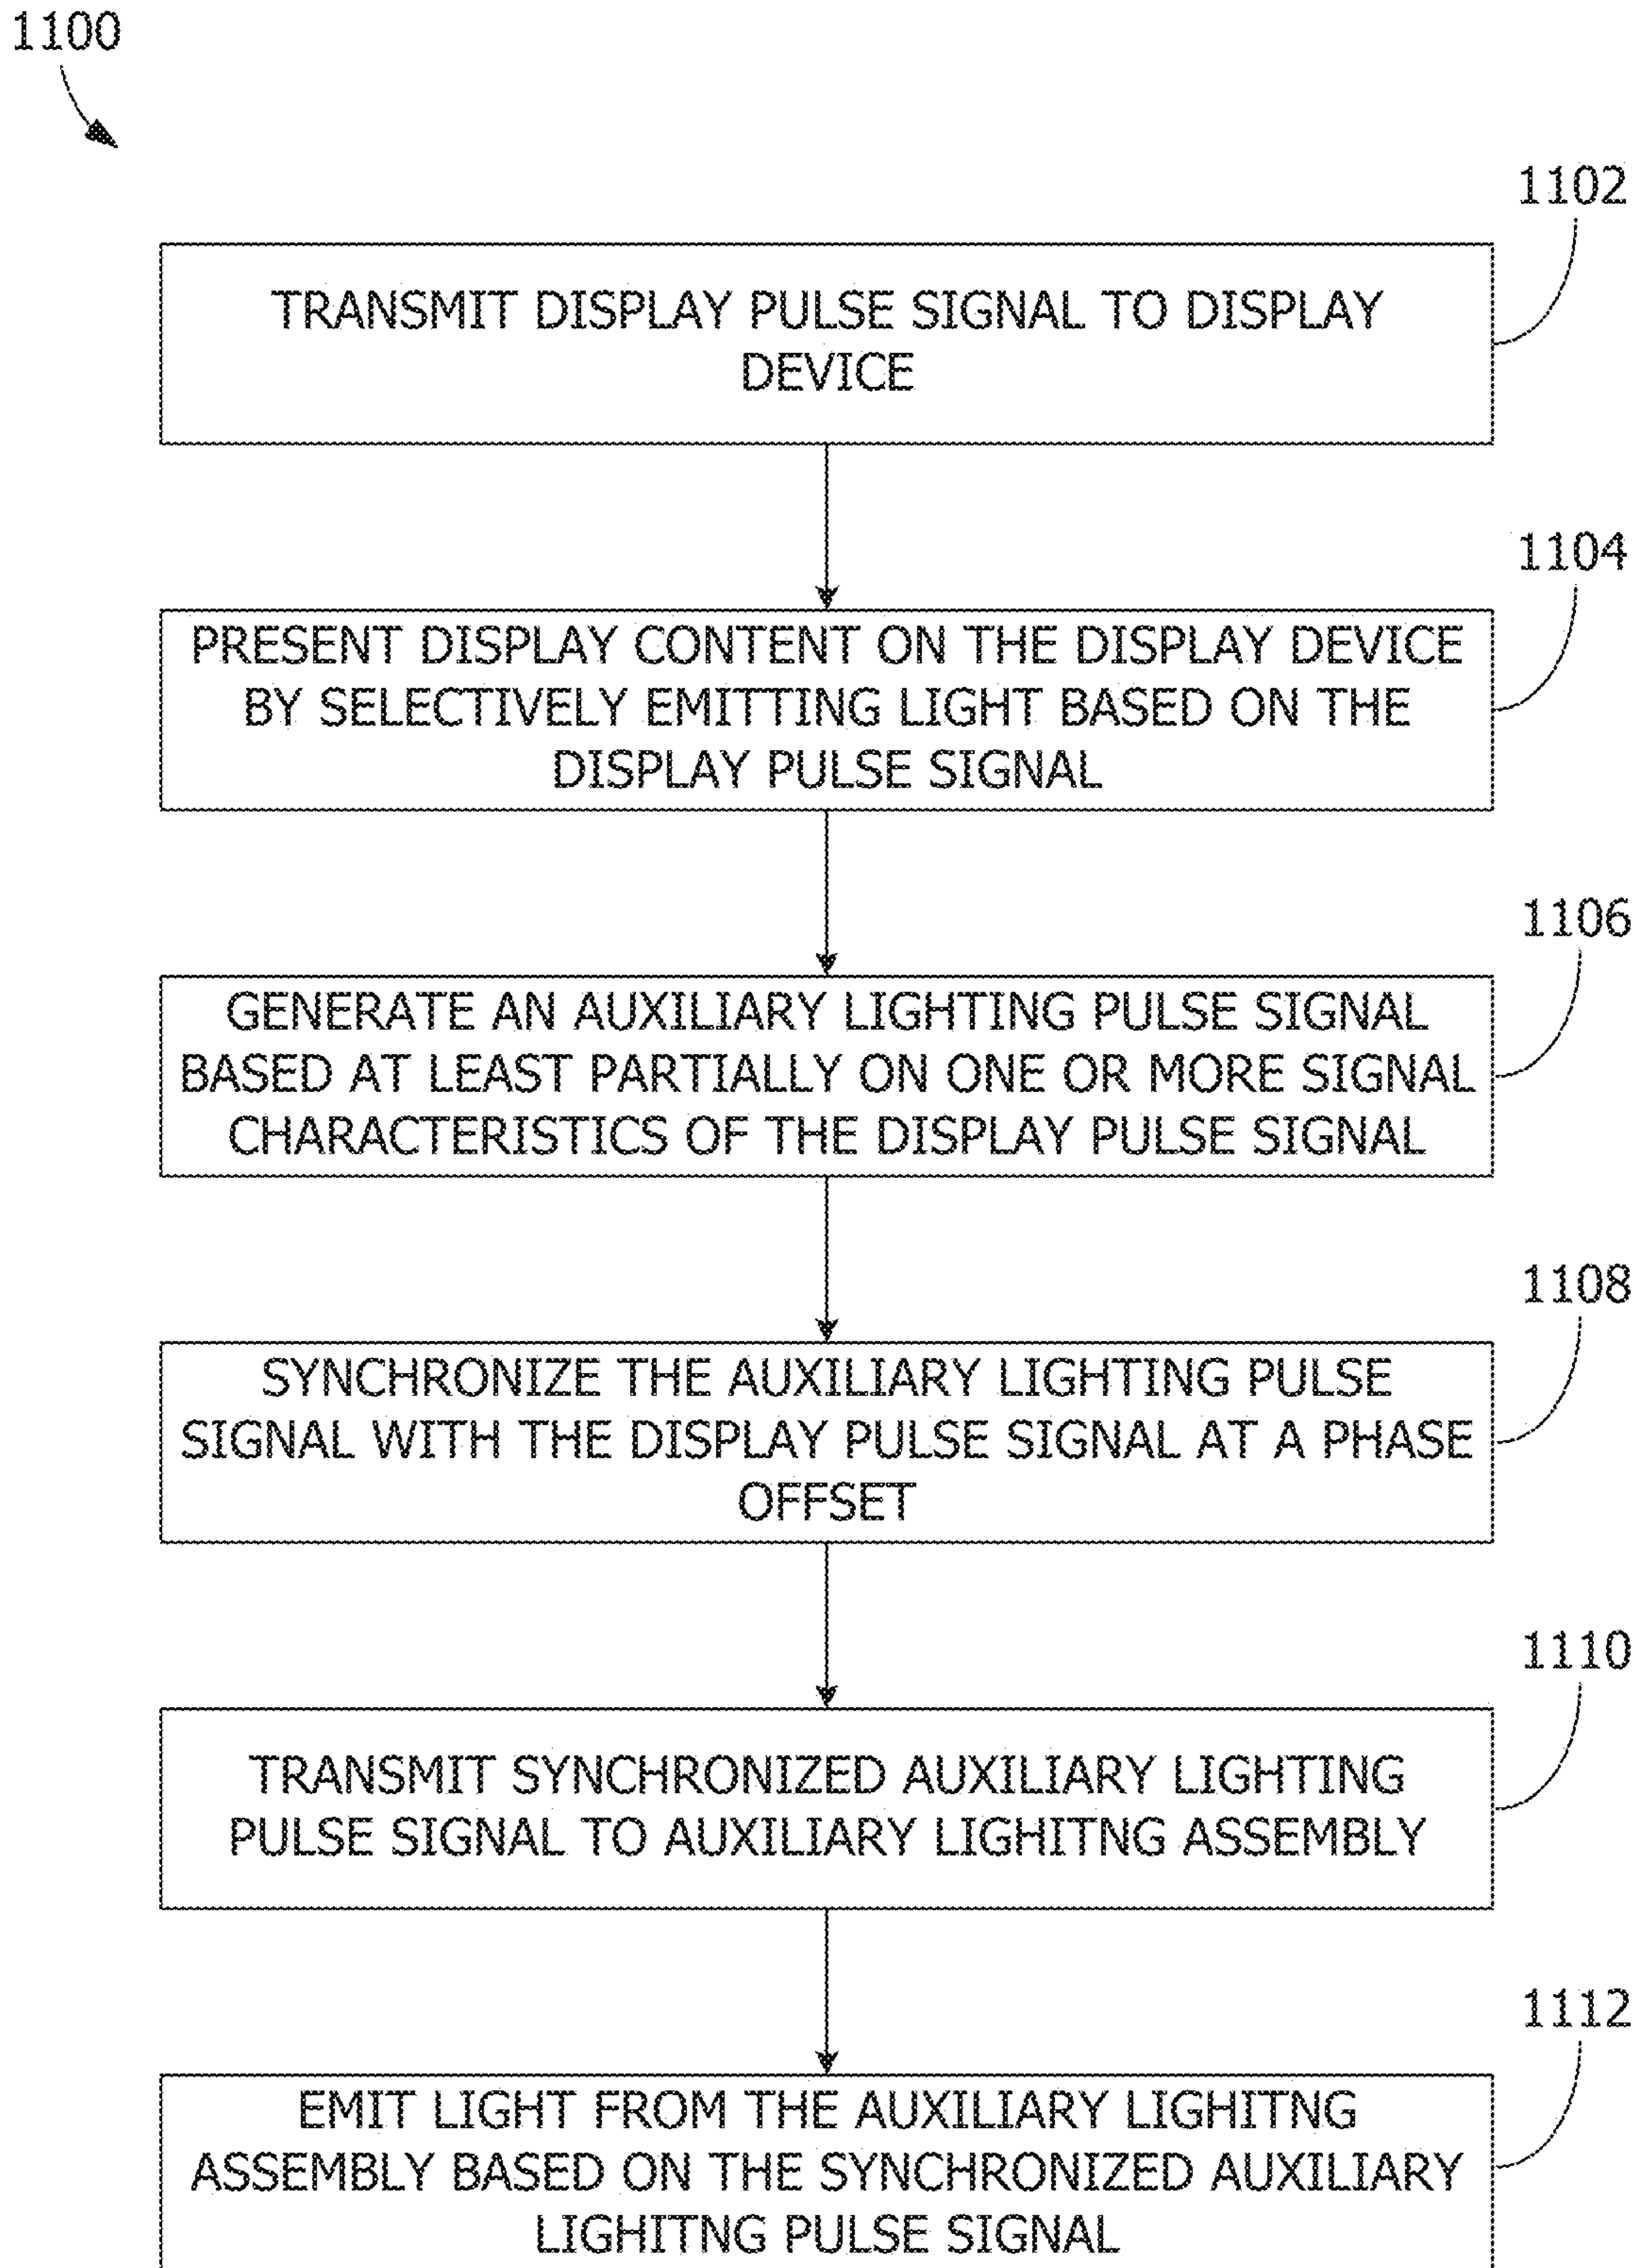 1100
1102
TRANSMIT DISPLAY PULSE SIGNAL TO DISPLAY
DEVICE
1104
PRESENT DISPLAY CONTENT ON THE DISPLAY DEVICE
BY SELECTIVELY EMITTING LIGHT BASED ON THE
DISPLAY PULSE SIGNAL
1106
GENERATE AN AUXILIARY LIGHTING PULSE SIGNAL
BASED AT LEAST PARTIALLY ON ONE OR MORE SIGNAL
CHARACTERISTICS OF THE DISPLAY PULSE SIGNAL
1108
SYNCHRONIZE THE AUXILIARY LIGHTING PULSE
SIGNAL WITH THE DISPLAY PULSE SIGNAL AT A PHASE
OFFSET
1110
TRANSMIT SYNCHRONIZED AUXILIARY LIGHTING
PULSE SIGNAL TO AUXILIARY LIGHITNG ASSEMBLY
1112
EMIT LIGHT FROM THE AUXILIARY LIGHITNG
ASSEMBLY BASED ON THE SYNCHRONIZED AUXILIARY
LIGHITNG PULSE SIGNAL